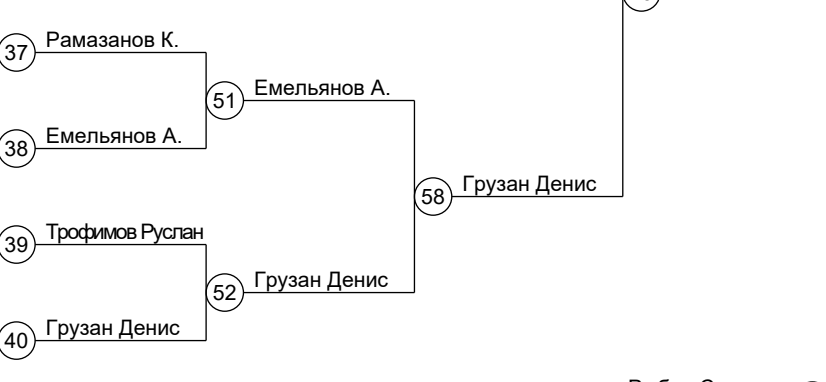 37 Рамазанов К.
51 Емельянов А.
38 Емельянов А.
58 Грузан Денис
39 Трофимов Руслан
52 Грузан Денис
40 Грузан Денис